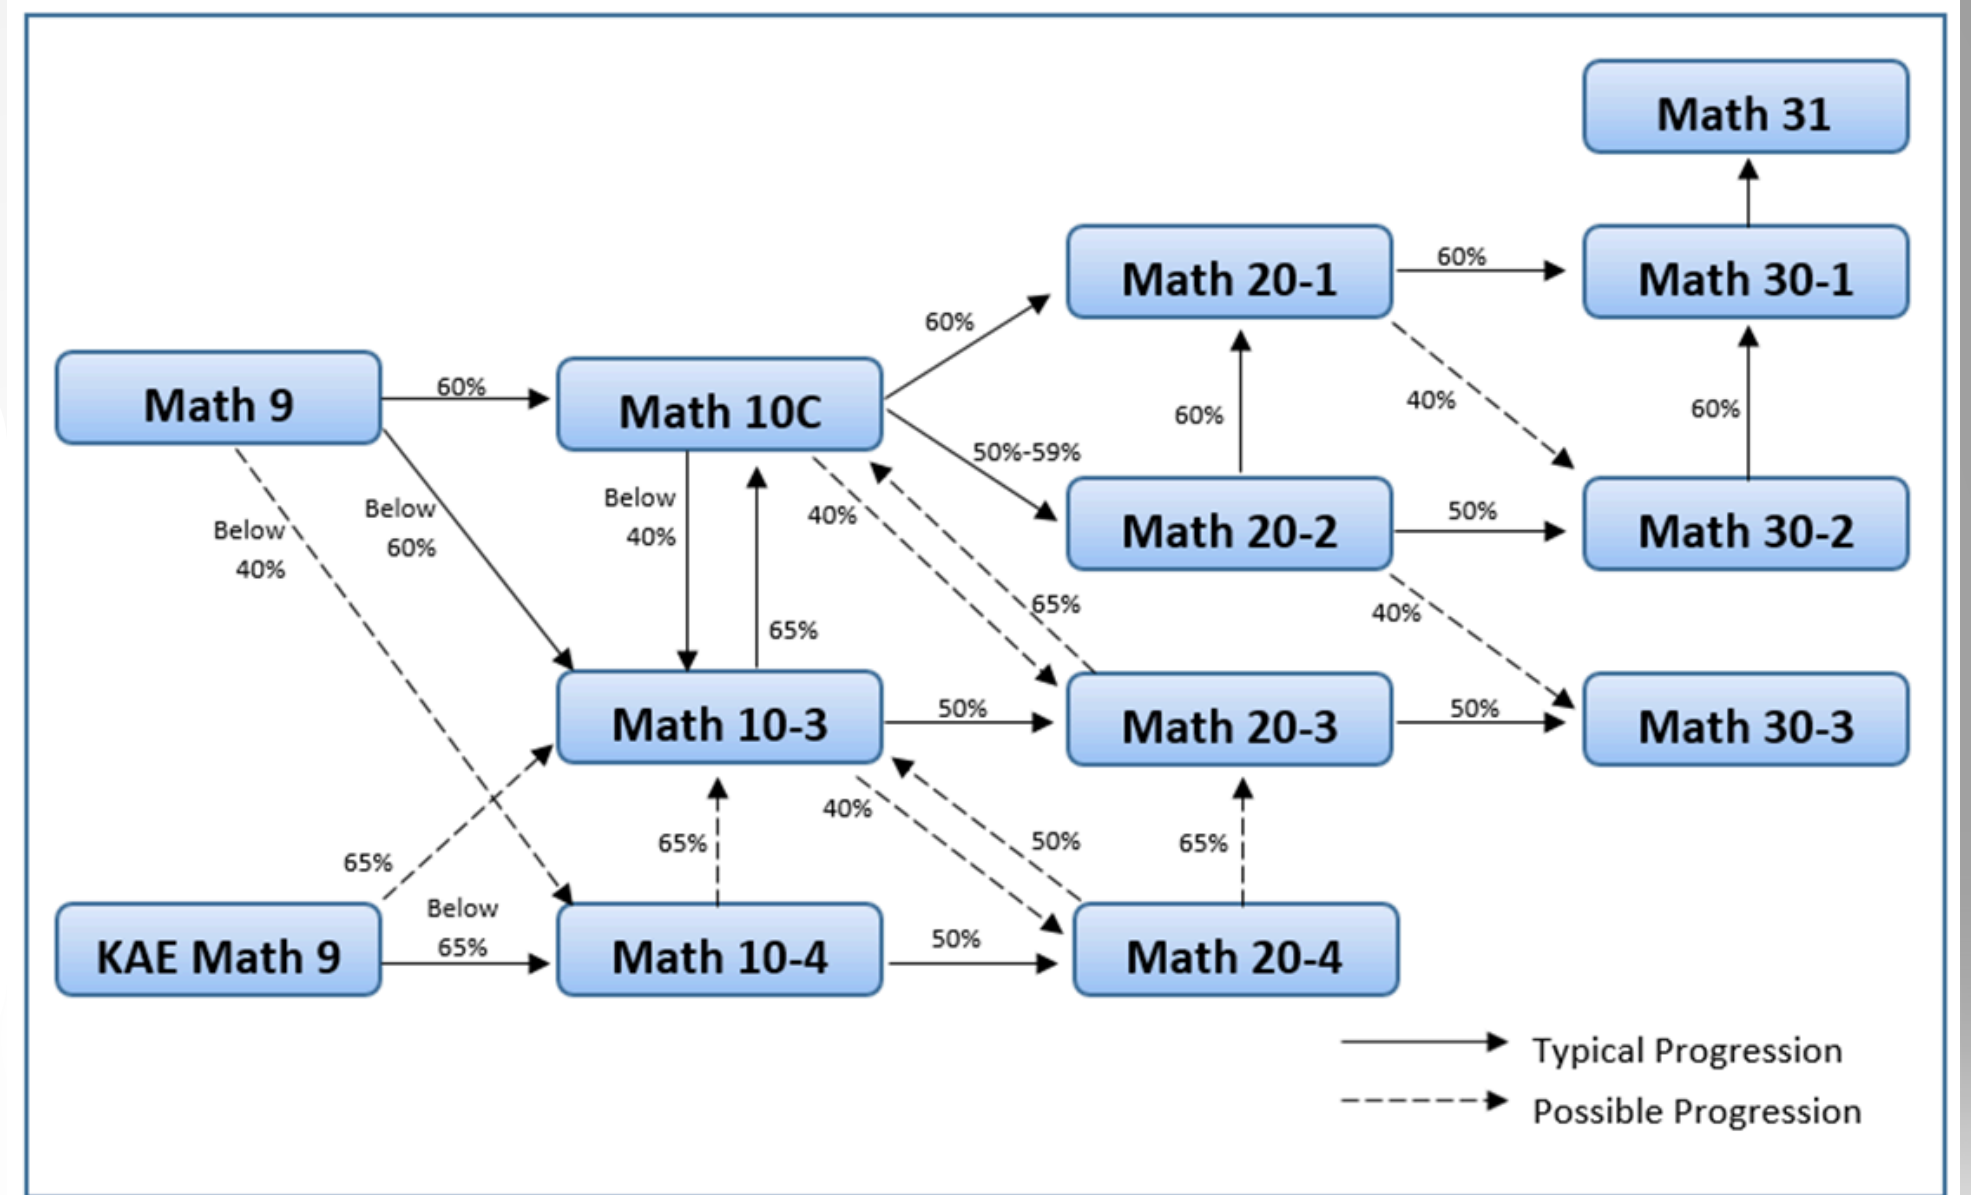 Math 31
Math 20-1
60%
Math 30-1
60%
Math 9
60%
Math 10C
50%-59%
60%
40%
60%
Math 20-2
50%
Math 30-2
Below
40%
Below
60%
Below
40%
40%
65%
65%
40%
Math 10-3
50%
Math 20-3
50%
Math 30-3
65%
65%
40%
50%
65%
KAE Math 9
Below
65%
Math 10-4
50%
Math 20-4
Typical Progression
Possible Progression